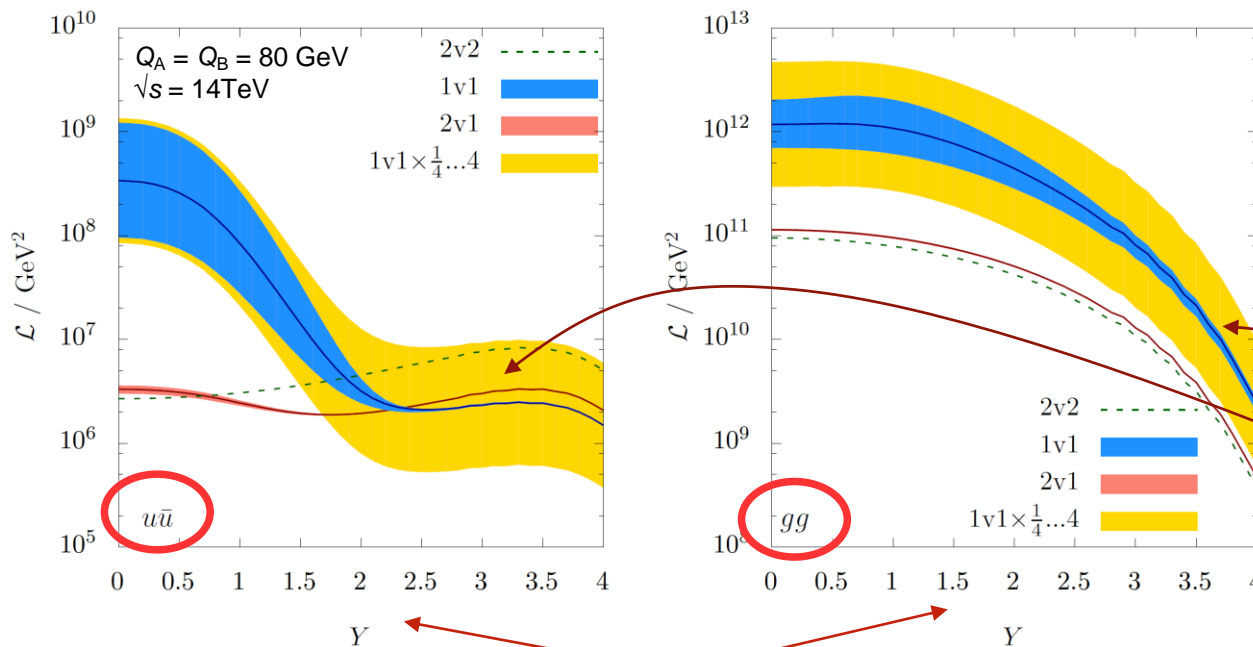 10^10
10^9
10^8
10^7
10^6
10^5
ℒ / GeV^2
Q_A = Q_B = 80 GeV
√s = 14TeV
2v2
1v1
2v1
1v1×1/4...4
uū
0 0.5 1 1.5 2 2.5 3 3.5 4
Y
10^13
10^12
10^11
10^10
10^9
ℒ / GeV^2
2v2
1v1
2v1
1v1×1/4...4
gg
0 0.5 1 1.5 2 2.5 3 3.5 4
Y